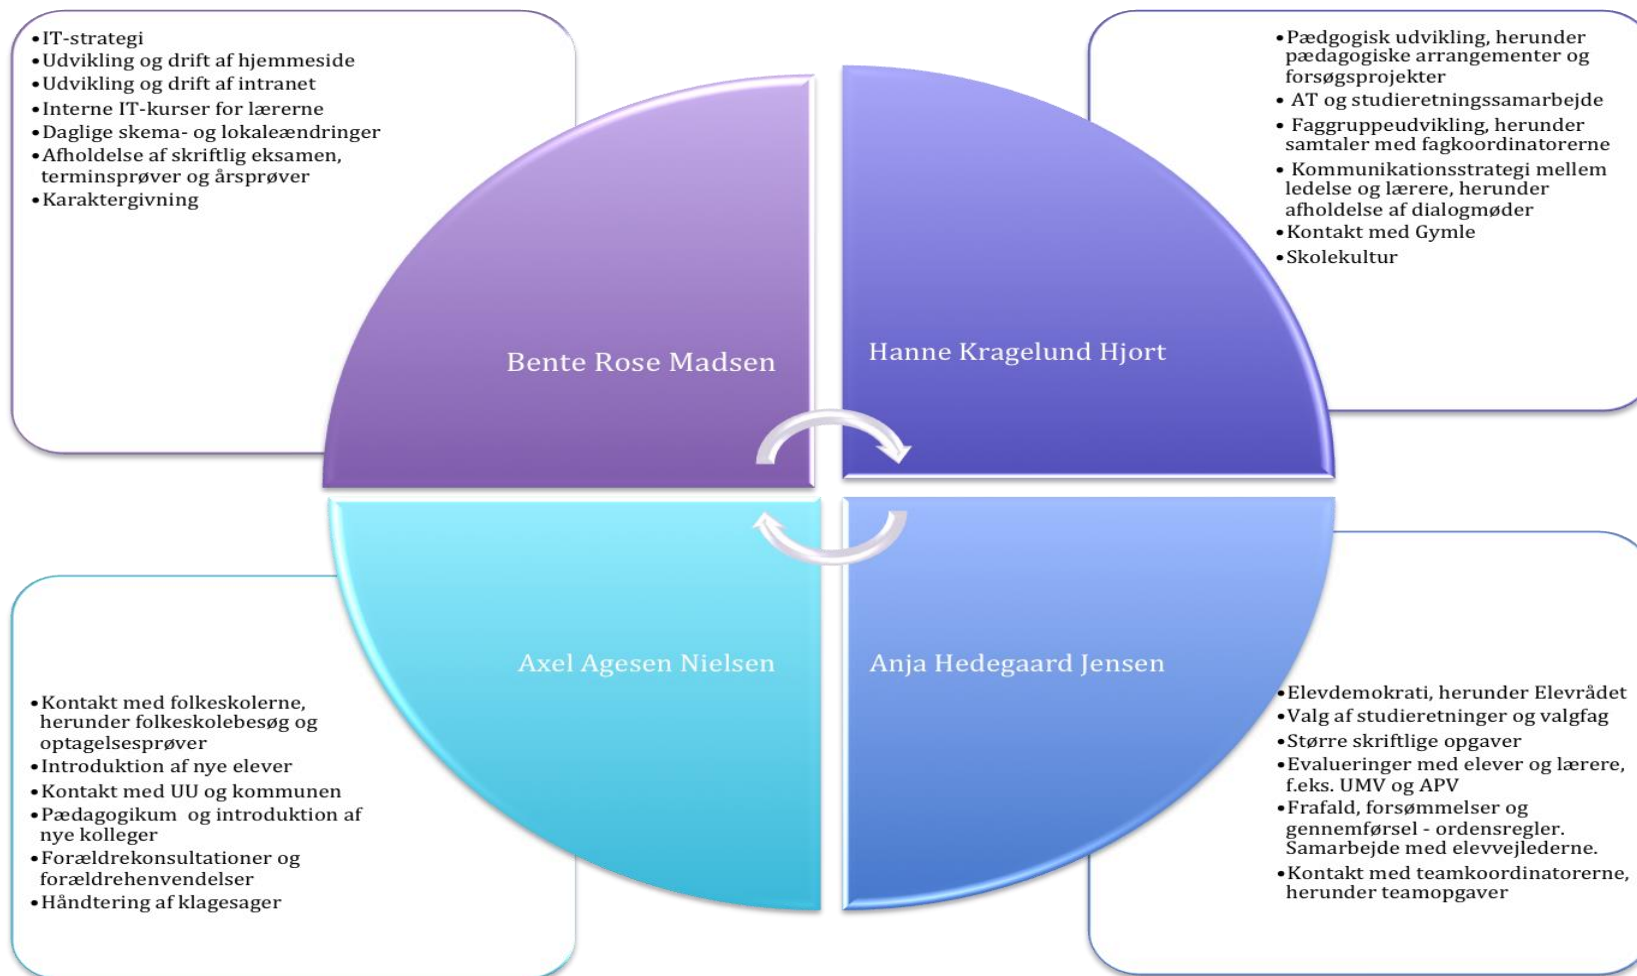 •IT-strategi
•Udvikling og drift af hjemmeside
•Udvikling og drift af intranet
•Interne IT-kurser for lærerne
•Daglige skema- og lokaleændringer
•Afholdelse af skriftlig eksamen,
terminsprøver og årsprøver
•Karaktergivning
•Pædgogisk udvikling, herunder
pædagogiske arrangementer og
forsøgsprojekter
• AT og studieretningssamarbejde
• Faggruppeudvikling, herunder
samtaler med fagkoordinatorerne
• Kommunikationsstrategi mellem
ledelse og lærere, herunder
afholdelse af dialogmøder
•Kontakt med Gymle
•Skolekultur
Bente Rose Madsen
Hanne Kragelund Hjort
Axel Agesen Nielsen
Anja Hedegaard Jensen
•Kontakt med folkeskolerne,
herunder folkeskolebesøg og
optagelsesprøver
•Introduktion af nye elever
•Kontakt med UU og kommunen
•Pædagogikum og introduktion af
nye kolleger
•Forældrekonsultationer og
forældrehenvendelser
•Håndtering af klagesager
•Elevdemokrati, herunder Elevrådet
•Valg af studieretninger og valgfag
•Større skriftlige opgaver
•Evalueringer med elever og lærere,
f.eks. UMV og APV
•Frafald, forsømmelser og
gennemførsel - ordensregler.
Samarbejde med elevvejlederne.
•Kontakt med teamkoordinatorerne,
herunder teamopgaver